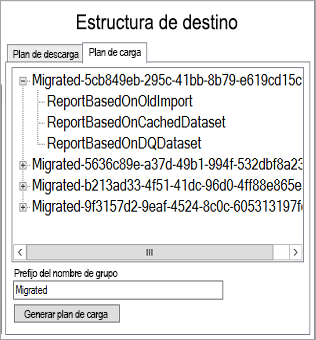 Estructura de destino
Plan de descarga
Plan de carga
Migrated-5cb849eb-295c-41bb-8b79-e619cd15c
ReportBasedOnOldImport
ReportBasedOnCachedDataset
ReportBasedOnDQDataset
Migrated-5636c89e-a37d-49b1-994f-532dbf8a23
Migrated-b213ad33-4f51-41dc-96d0-4ff88e865e
Migrated-9f3157d2-9eaf-4524-8c0c-605313197f
Prefijo del nombre de grupo
Migrated
Generar plan de carga